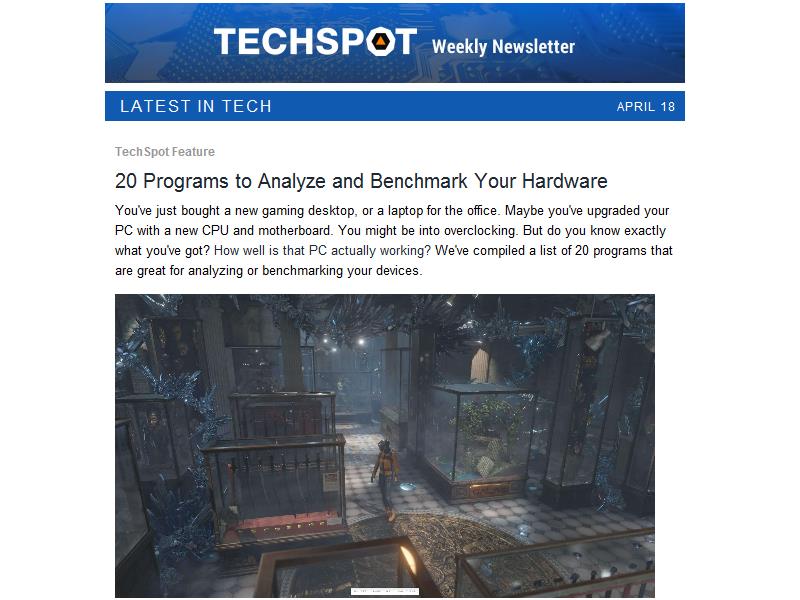 TECHSPOT Weekly Newsletter
LATEST IN TECH APRIL 18
TechSpot Feature
20 Programs to Analyze and Benchmark Your Hardware
You've just bought a new gaming desktop, or a laptop for the office. Maybe you've upgraded your
PC with a new CPU and motherboard. You might be into overclocking. But do you know exactly
what you've got? How well is that PC actually working? We've compiled a list of 20 programs that
are great for analyzing or benchmarking your devices.